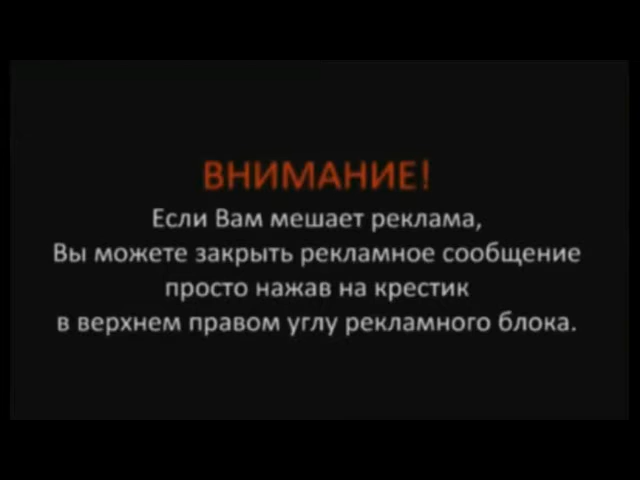 ВНИМАНИЕ!
Если Вам мешает реклама,
Вы можете закрыть рекламное сообщение
просто нажав на крестик
в верхнем правом углу рекламного блока.